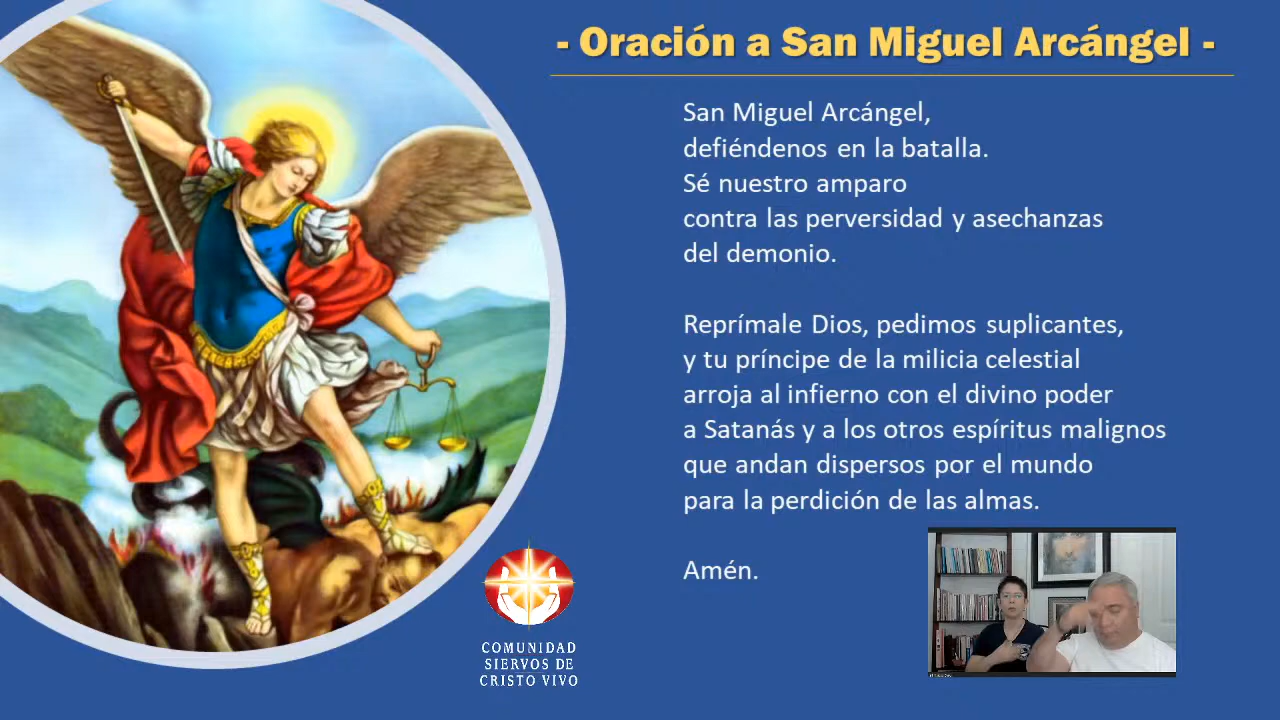 - Oración a San Miguel Arcángel -
San Miguel Arcángel,
defiéndenos en la batalla.
Sé nuestro amparo
contra las perversidad y asechanzas
del demonio.
Reprímale Dios, pedimos suplicantes,
y tu príncipe de la milicia celestial
arroja al infierno con el divino poder
a Satanás y a los otros espíritus malignos
que andan dispersos por el mundo
para la perdición de las almas.
Amén.
COMUNIDAD
SIERVOS DE
CRISTO VIVO